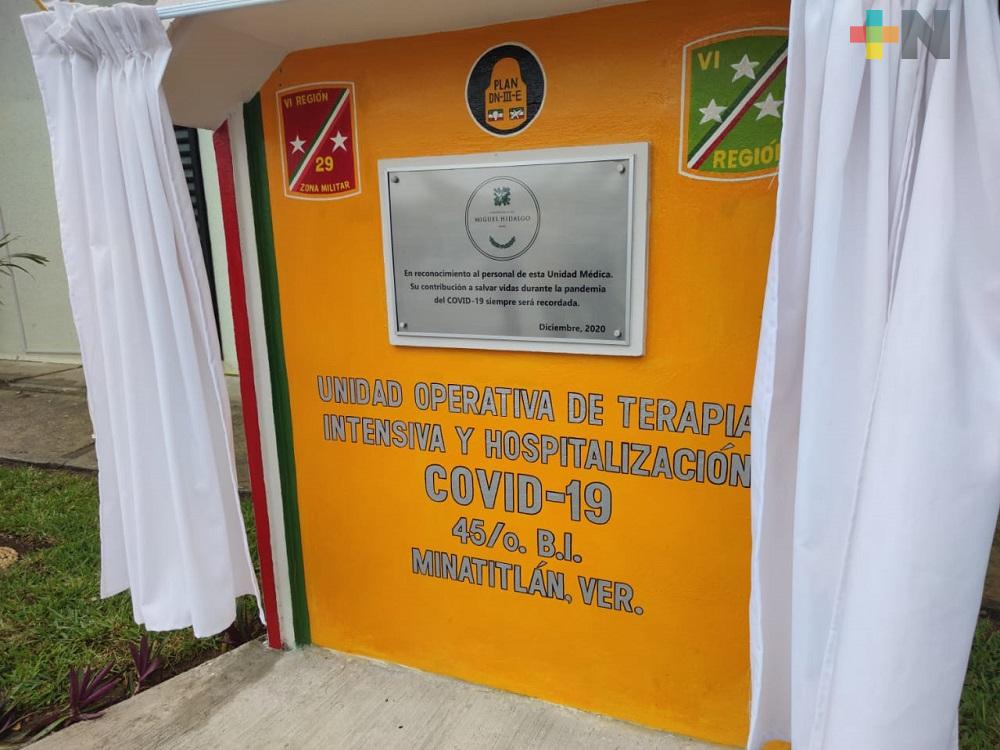 +N
PLAN
DN-III-E
VI REGIÓN
29
ZONA MILITAR
VI
REGIÓN
MIGUEL HIDALGO
En reconocimiento al personal de esta Unidad Médica.
Su contribución a salvar vidas durante la pandemia
del COVID-19 siempre será recordada.
Diciembre, 2020
UNIDAD OPERATIVA DE TERAPIA
INTENSIVA Y HOSPITALIZACIÓN
COVID-19
45/o. B.I.
MINATITLÁN, VER.